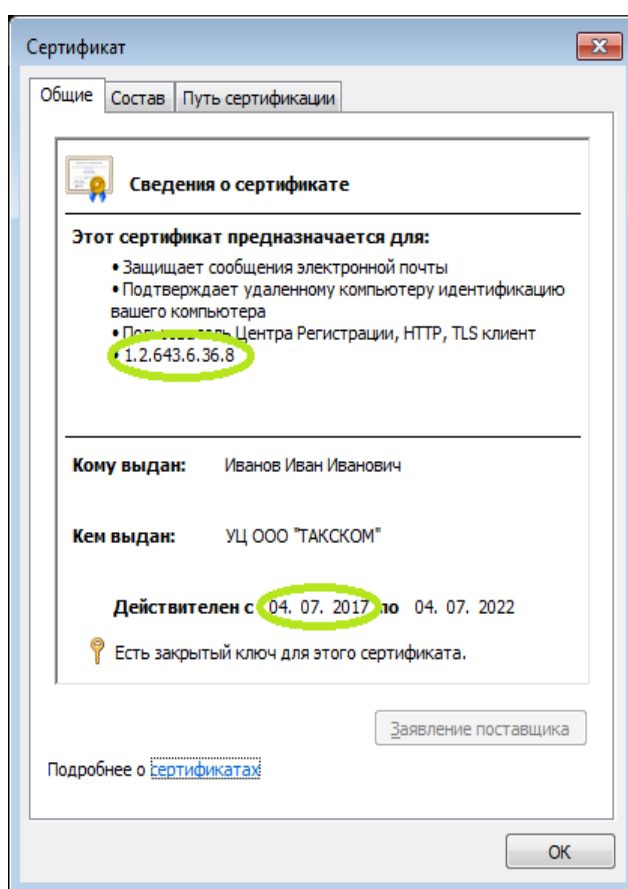 Сертификат
Общие Состав Путь сертификации
Сведения о сертификате
Этот сертификат предназначается для:
• Защищает сообщения электронной почты
• Подтверждает удаленному компьютеру идентификацию
вашего компьютера
• Пользователь Центра Регистрации, HTTP, TLS клиент
• 1.2.643.6.36.8
Кому выдан: Иванов Иван Иванович
Кем выдан: УЦ ООО "ТАКСКОМ"
Действителен с 04. 07. 2017 по 04. 07. 2022
Есть закрытый ключ для этого сертификата.
Заявление поставщика
Подробнее о сертификатах
ОК